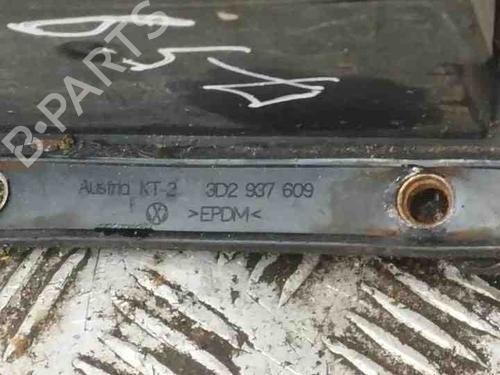 B-PARTS
Austria KT-2 3D2 937 609
>EPDM<